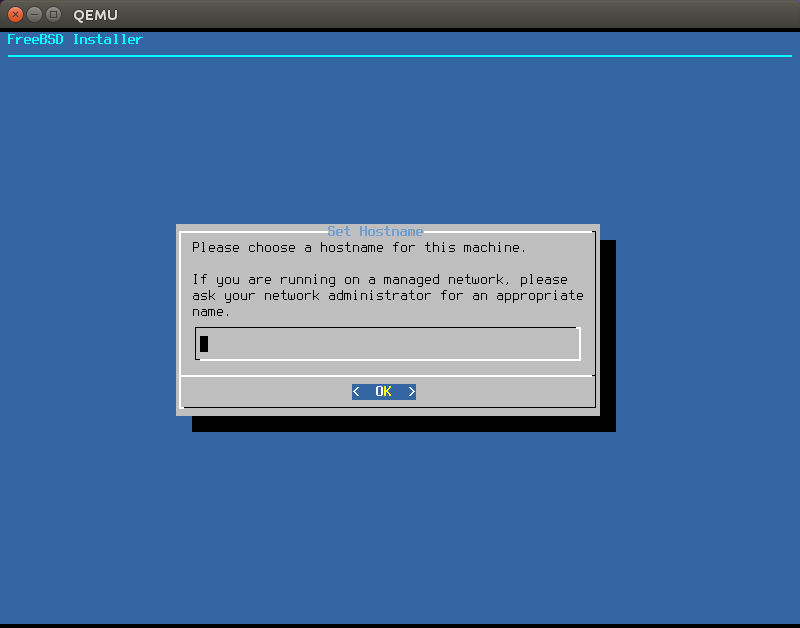 QEMU
FreeBSD Installer
Set Hostname
Please choose a hostname for this machine.
If you are running on a managed network, please
ask your network administrator for an appropriate
name.
< OK >